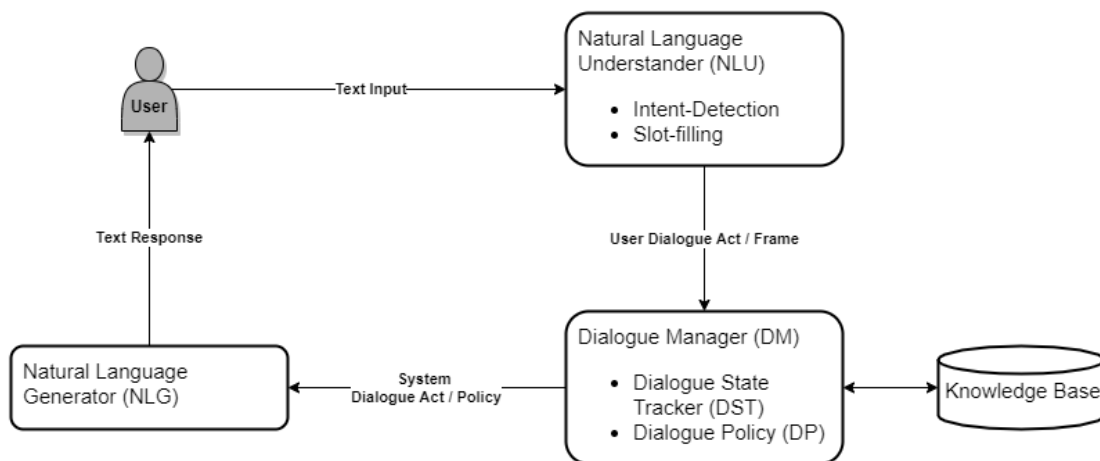 Natural Language
Understander (NLU)
• Intent-Detection
• Slot-filling
User
Text Input
Text Response
User Dialogue Act / Frame
Natural Language
Generator (NLG)
System
Dialogue Act / Policy
Dialogue Manager (DM)
• Dialogue State
Tracker (DST)
• Dialogue Policy (DP)
Knowledge Base